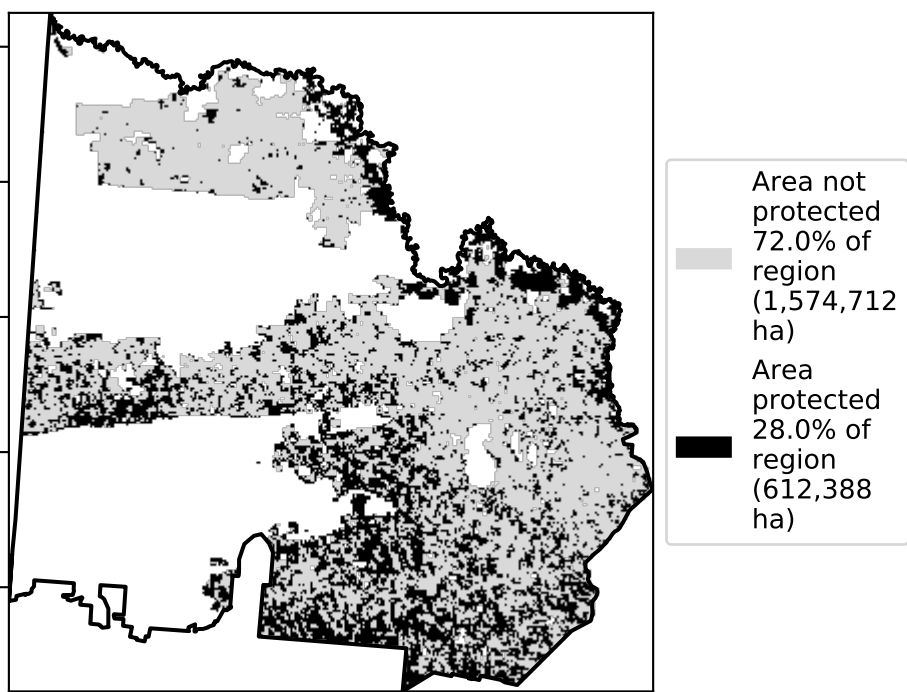 Area not
protected
72.0% of
region
(1,574,712
ha)
Area
protected
28.0% of
region
(612,388
ha)